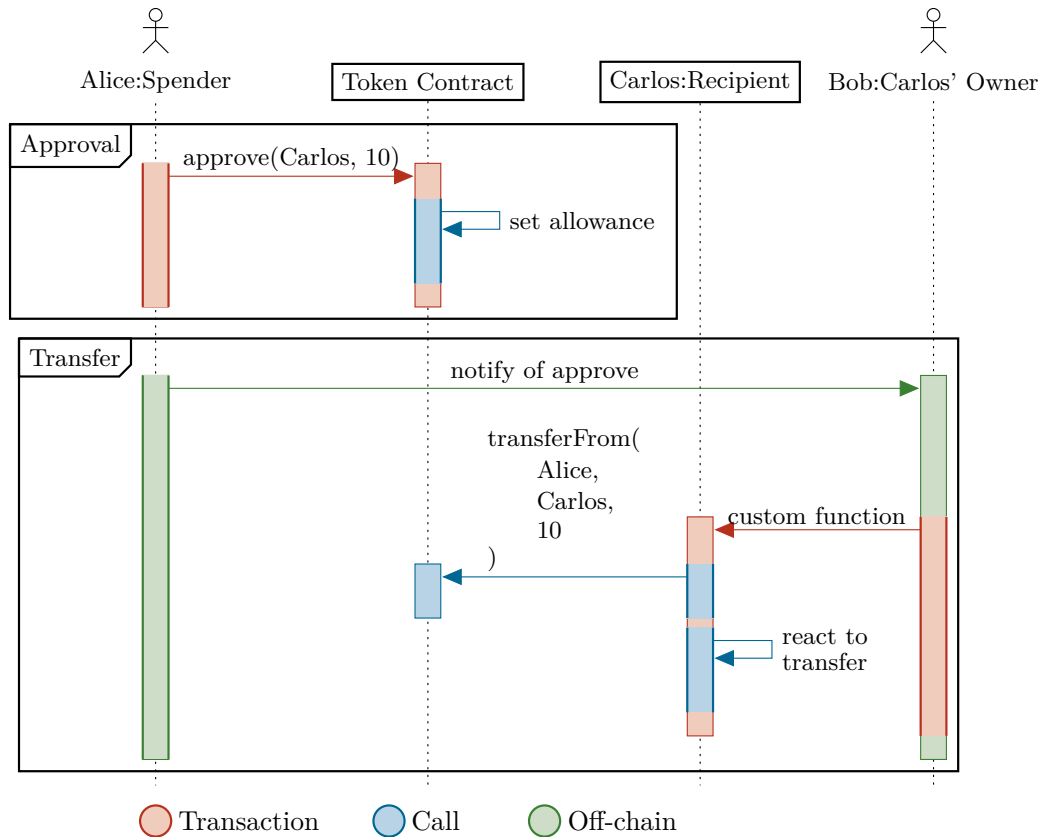 Alice:Spender
Token Contract
Carlos:Recipient
Bob:Carlos' Owner
Approval
approve(Carlos, 10)
set allowance
Transfer
notify of approve
transferFrom(
Alice,
Carlos,
10
)
custom function
react to
transfer
Transaction
Call
Off-chain